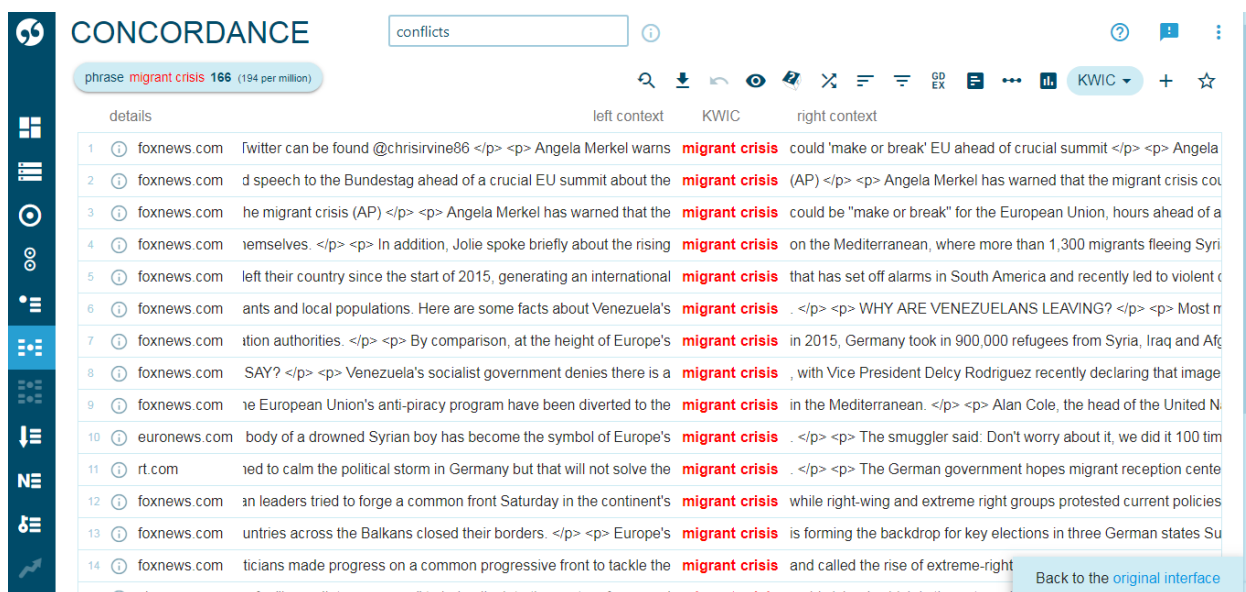 CONCORDANCE conflicts
phrase migrant crisis 166 (194 per million) GD EX KWIC
details left context KWIC right context
1 foxnews.com Twitter can be found @chrisirvine86 </p> <p> Angela Merkel warns migrant crisis could 'make or break' EU ahead of crucial summit </p> <p> Angela
2 foxnews.com d speech to the Bundestag ahead of a crucial EU summit about the migrant crisis (AP) </p> <p> Angela Merkel has warned that the migrant crisis cou
3 foxnews.com he migrant crisis (AP) </p> <p> Angela Merkel has warned that the migrant crisis could be "make or break" for the European Union, hours ahead of a
4 foxnews.com hemselves. </p> <p> In addition, Jolie spoke briefly about the rising migrant crisis on the Mediterranean, where more than 1,300 migrants fleeing Syri
5 foxnews.com left their country since the start of 2015, generating an international migrant crisis that has set off alarms in South America and recently led to violent
6 foxnews.com ants and local populations. Here are some facts about Venezuela's migrant crisis . </p> <p> WHY ARE VENEZUELANS LEAVING? </p> <p> Most
7 foxnews.com ation authorities. </p> <p> By comparison, at the height of Europe's migrant crisis in 2015, Germany took in 900,000 refugees from Syria, Iraq and Afg
8 foxnews.com SAY? </p> <p> Venezuela's socialist government denies there is a migrant crisis , with Vice President Delcy Rodriguez recently declaring that image
9 foxnews.com he European Union's anti-piracy program have been diverted to the migrant crisis in the Mediterranean. </p> <p> Alan Cole, the head of the United
10 euronews.com body of a drowned Syrian boy has become the symbol of Europe's migrant crisis . </p> <p> The smuggler said: Don't worry about it, we did it 100 tim
11 rt.com ned to calm the political storm in Germany but that will not solve the migrant crisis . </p> <p> The German government hopes migrant reception cente
12 foxnews.com an leaders tried to forge a common front Saturday in the continent's migrant crisis while right-wing and extreme right groups protested current policies
13 foxnews.com untries across the Balkans closed their borders. </p> <p> Europe's migrant crisis is forming the backdrop for key elections in three German states Su
14 foxnews.com ticians made progress on a common progressive front to tackle the migrant crisis and called the rise of extreme-right
Back to the original interface